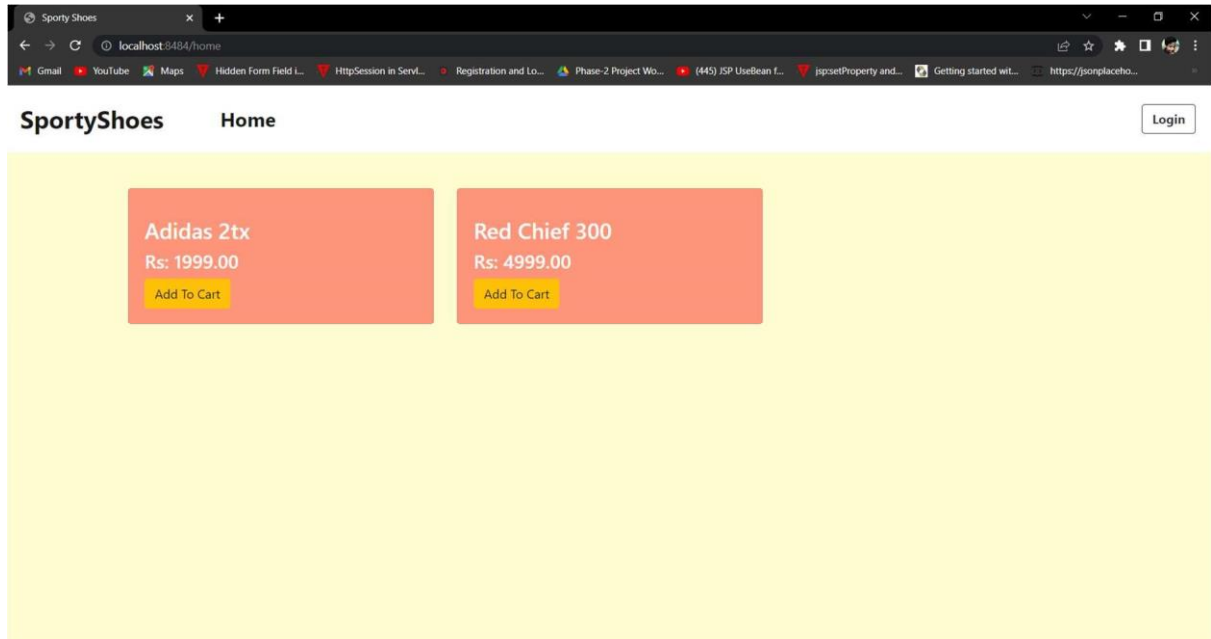 Sporty Shoes
localhost:8484/home
Gmail YouTube Maps Hidden Form Field i... HttpSession in Servl... Registration and Lo... Phase-2 Project Wo... (445) JSP UseBean f... jsp:setProperty and... Getting started wit... https://jsonplaceho...
SportyShoes Home Login
Adidas 2tx
Rs: 1999.00
Add To Cart
Red Chief 300
Rs: 4999.00
Add To Cart